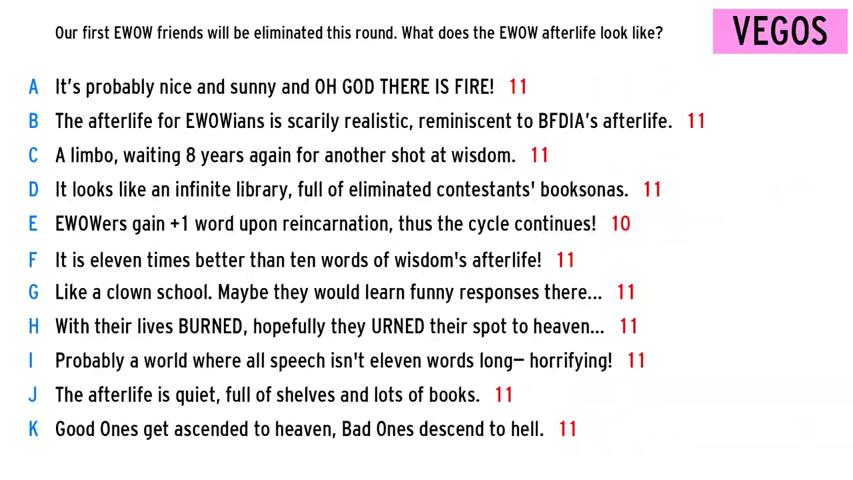 Our first EWOW friends will be eliminated this round. What does the EWOW afterlife look like?
VEGOS
A It's probably nice and sunny and OH GOD THERE IS FIRE! 11
B The afterlife for EWOWians is scarily realistic, reminiscent to BFDIA's afterlife. 11
C A limbo, waiting 8 years again for another shot at wisdom. 11
D It looks like an infinite library, full of eliminated contestants' booksonas. 11
E EWOWers gain +1 word upon reincarnation, thus the cycle continues! 10
F It is eleven times better than ten words of wisdom's afterlife! 11
G Like a clown school. Maybe they would learn funny responses there... 11
H With their lives BURNED, hopefully they URNED their spot to heaven... 11
I Probably a world where all speech isn't eleven words long– horrifying! 11
J The afterlife is quiet, full of shelves and lots of books. 11
K Good Ones get ascended to heaven, Bad Ones descend to hell. 11